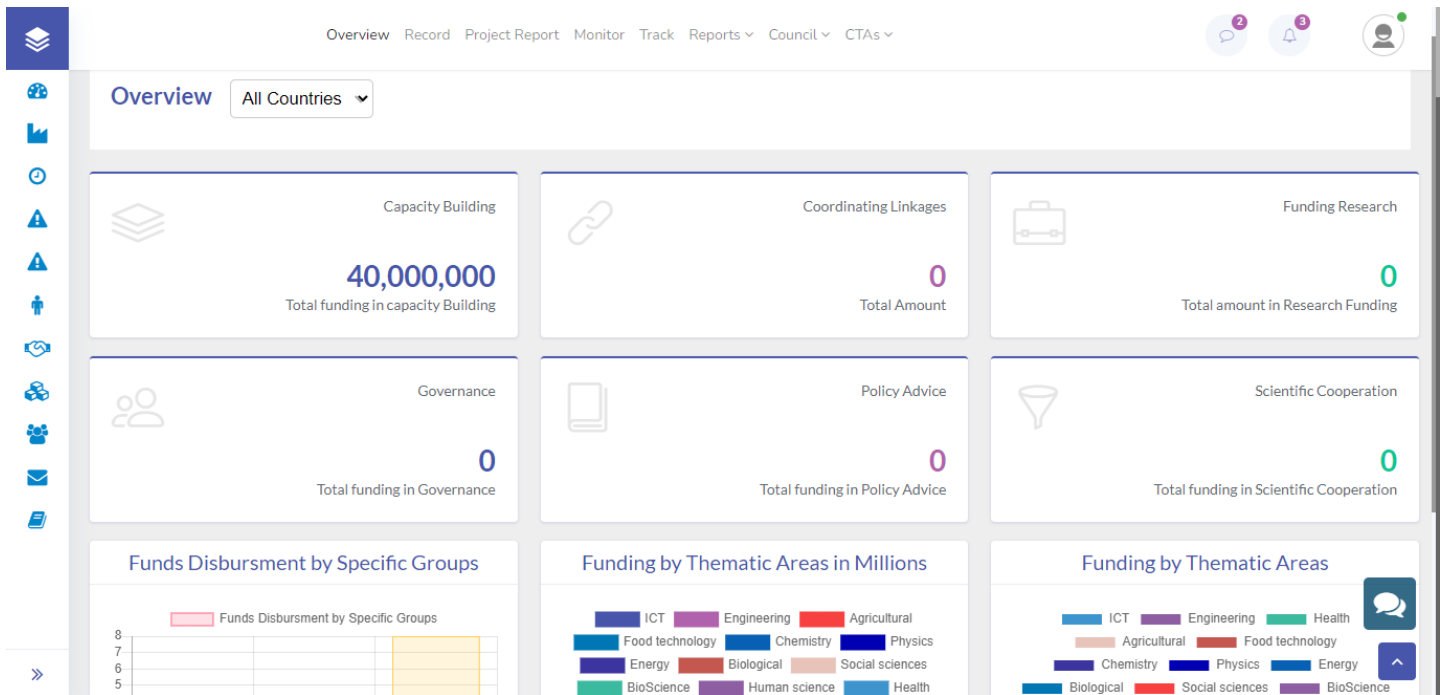 2 3
Overview Record Project Report Monitor Track Reports Council CTAs
Overview All Countries
Capacity Building
40,000,000
Total funding in capacity Building
Coordinating Linkages
0
Total Amount
Funding Research
0
Total amount in Research Funding
Governance
0
Total funding in Governance
Policy Advice
0
Total funding in Policy Advice
Scientific Cooperation
0
Total funding in Scientific Cooperation
Funds Disbursment by Specific Groups
Funds Disbursment by Specific Groups
8
7
6
5
Funding by Thematic Areas in Millions
ICT Engineering Agricultural
Food technology Chemistry Physics
Energy Biological Social sciences
BioScience Human science Health
Funding by Thematic Areas
ICT Engineering Health
Agricultural Food technology
Chemistry Physics Energy
Biological Social sciences BioScience